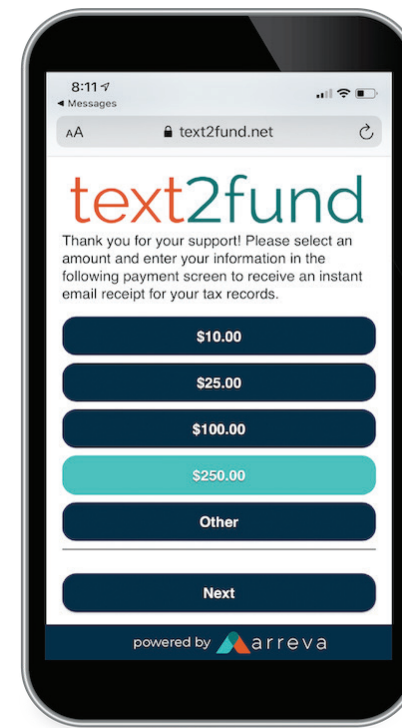 8:11
◀ Messages
AA
text2fund.net
text2fund
Thank you for your support! Please select an
amount and enter your information in the
following payment screen to receive an instant
email receipt for your tax records.
$10.00
$25.00
$100.00
$250.00
Other
Next
powered by arreva